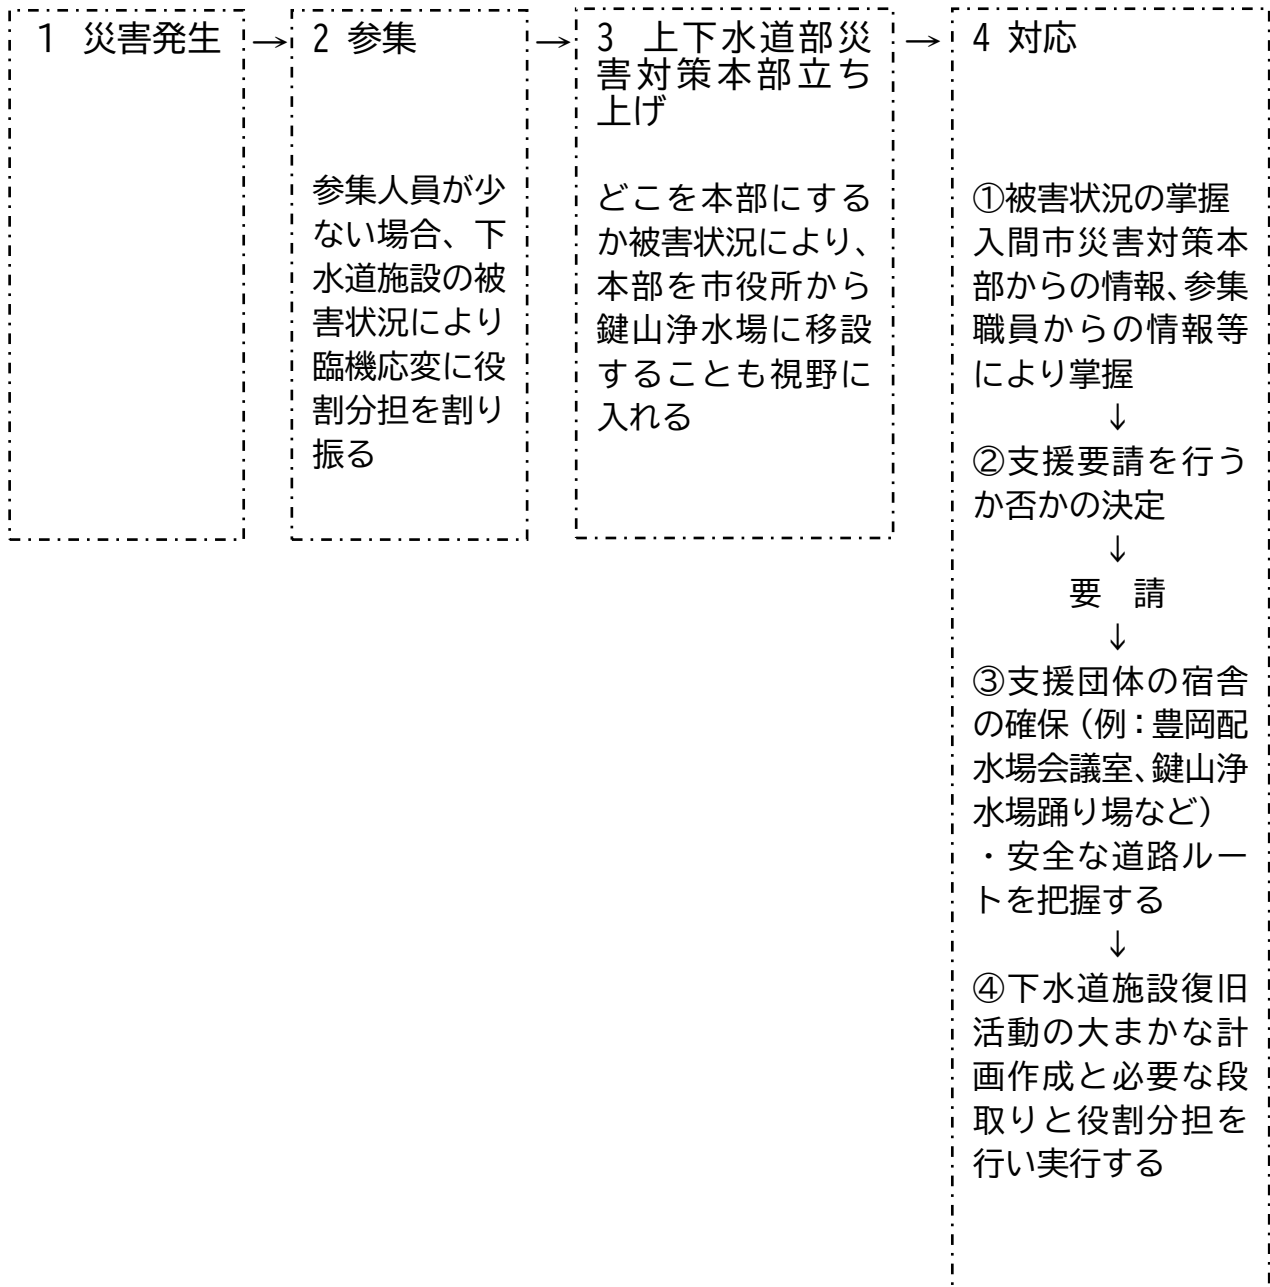 1 災害発生
→
2 参集
参集人員が少
ない場合、下
水道施設の被
害状況により
臨機応変に役
割分担を割り
振る
→
3 上下水道部災
害対策本部立ち
上げ
どこを本部にする
か被害状況により、
本部を市役所から
鍵山浄水場に移設
することも視野に
入れる
→
4 対応
①被害状況の掌握
入間市災害対策本
部からの情報、参集
職員からの情報等
により掌握
↓
②支援要請を行う
か否かの決定
↓
要 請
↓
③支援団体の宿舎
の確保（例：豊岡配
水場会議室、鍵山浄
水場踊り場など）
・安全な道路ルー
トを把握する
↓
④下水道施設復旧
活動の大まかな計
画作成と必要な段
取りと役割分担を
行い実行する